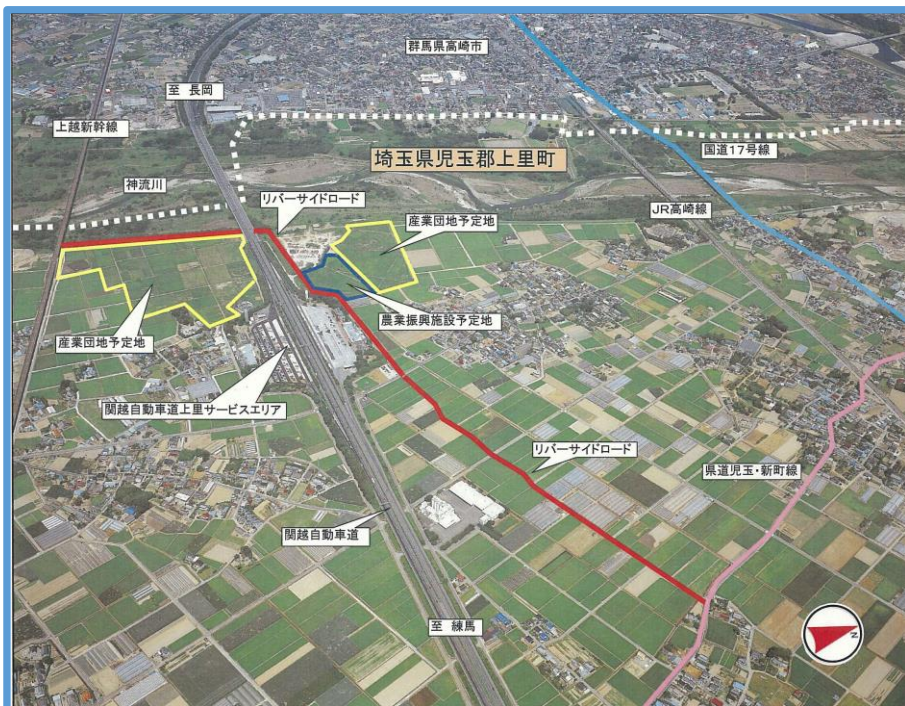 群馬県高崎市
至 長岡
上越新幹線
国道17号線
埼玉県児玉郡上里町
神流川
リバーサイドロード
産業団地予定地
JR高崎線
農業振興施設予定地
産業団地予定地
関越自動車道上里サービスエリア
リバーサイドロード
県道児玉・新町線
関越自動車道
至 練馬
N